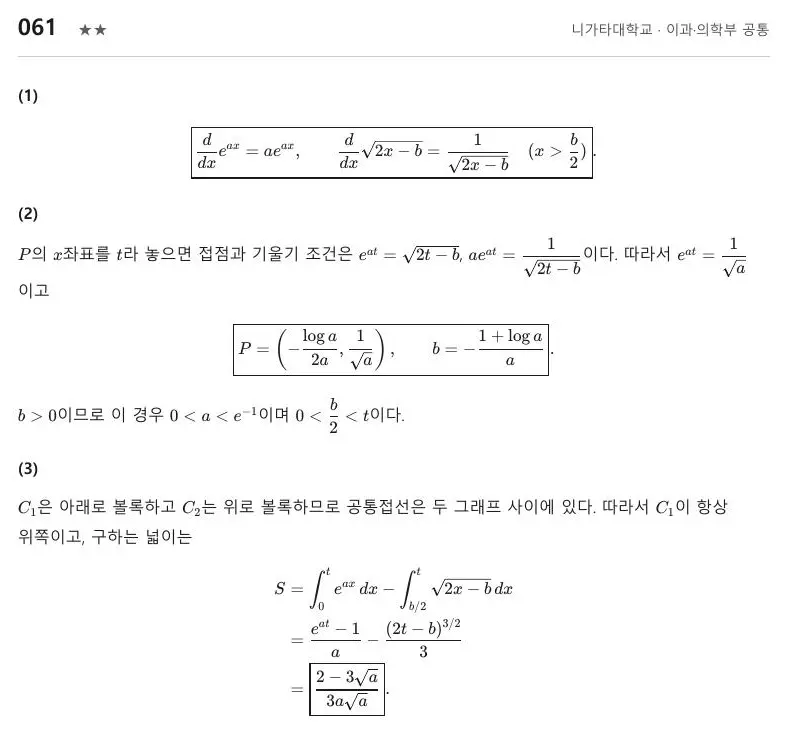 061 ★★ 니가타대학교 · 이과·의학부 공통
(1)
d/dx e^{ax} = ae^{ax}, d/dx √(2x − b) = 1/√(2x − b) (x > b/2).
(2)
P의 x좌표를 t라 놓으면 접점과 기울기 조건은 e^{at} = √(2t − b), ae^{at} = 1/√(2t − b)이다. 따라서 e^{at} = 1/√a
이고
P = (−log a/2a, 1/√a), b = −(1 + log a)/a.
b > 0이므로 이 경우 0 < a < e^{−1}이며 0 < b/2 < t이다.
(3)
C₁은 아래로 볼록하고 C₂는 위로 볼록하므로 공통접선은 두 그래프 사이에 있다. 따라서 C₁이 항상
위쪽이고, 구하는 넓이는
S = ∫_0^t e^{ax} dx − ∫_{b/2}^t √(2x − b) dx
= (e^{at} − 1)/a − (2t − b)^{3/2}/3
= (2 − 3√a)/(3a√a).